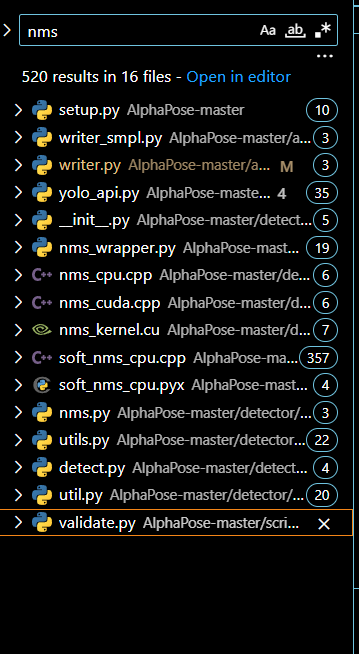 nms Aa ab .*
...
520 results in 16 files - Open in editor
setup.py AlphaPose-master 10
writer_smpl.py AlphaPose-master/a... 3
writer.py AlphaPose-master/a... M 3
yolo_api.py AlphaPose-maste... 4 35
__init__.py AlphaPose-master/detect... 5
nms_wrapper.py AlphaPose-mast... 19
C++ nms_cpu.cpp AlphaPose-master/de... 6
C++ nms_cuda.cpp AlphaPose-master/d... 6
nms_kernel.cu AlphaPose-master/d... 7
C++ soft_nms_cpu.cpp AlphaPose-ma... 357
soft_nms_cpu.pyx AlphaPose-mast... 4
nms.py AlphaPose-master/detector/... 3
utils.py AlphaPose-master/detector... 22
detect.py AlphaPose-master/detect... 4
util.py AlphaPose-master/detector/... 20
validate.py AlphaPose-master/scri...